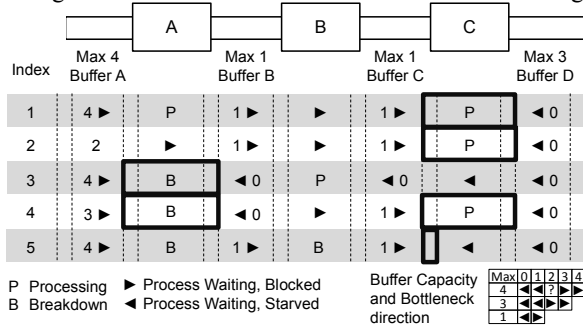 A B C
Max 4 Max 1 Max 1 Max 3
Index Buffer A Buffer B Buffer C Buffer D
1 4 ► P 1 ► ► 1 ► P ◄ 0
2 2 ► 1 ► ► 1 ► P ◄ 0
3 4 ► B ◄ 0 P ◄ 0 ◄ ◄ 0
4 3 ► B ◄ 0 ► 1 ► P ◄ 0
5 4 ► B 1 ► B ◄ 0 ◄ ◄ 0
P Processing ► Process Waiting, Blocked
B Breakdown ◄ Process Waiting, Starved
Buffer Capacity
and Bottleneck
direction
Max 0 1 2 3 4
4 ◄ ◄ ? ► ►
3 ◄ ◄ ► ►
1 ◄ ►